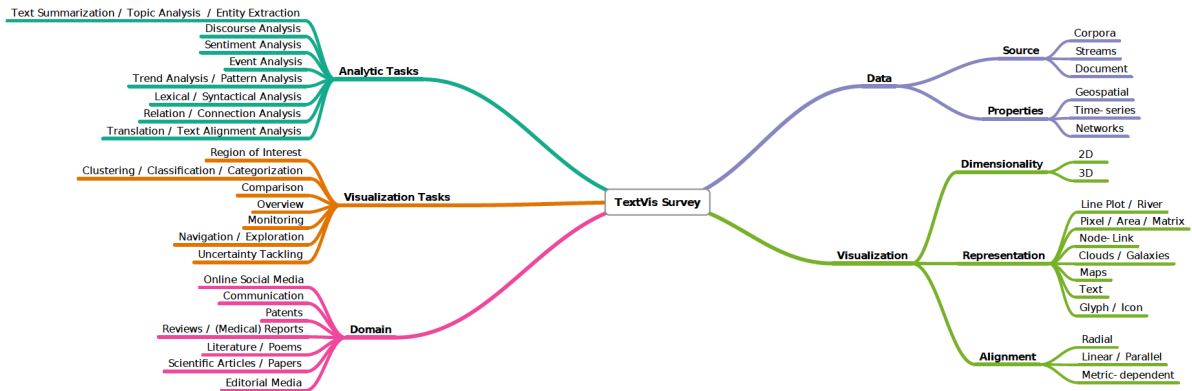 Text Summarization / Topic Analysis / Entity Extraction
Discourse Analysis
Sentiment Analysis
Event Analysis
Trend Analysis / Pattern Analysis
Lexical / Syntactical Analysis
Relation / Connection Analysis
Translation / Text Alignment Analysis
Analytic Tasks
Region of Interest
Clustering / Classification / Categorization
Comparison
Overview
Monitoring
Navigation / Exploration
Uncertainty Tackling
Visualization Tasks
Online Social Media
Communication
Patents
Reviews / (Medical) Reports
Literature / Poems
Scientific Articles / Papers
Editorial Media
Domain
TextVis Survey
Data
Source
Corpora
Streams
Document
Properties
Geospatial
Time- series
Networks
Visualization
Dimensionality
2D
3D
Representation
Line Plot / River
Pixel / Area / Matrix
Node- Link
Clouds / Galaxies
Maps
Text
Glyph / Icon
Alignment
Radial
Linear / Parallel
Metric- dependent